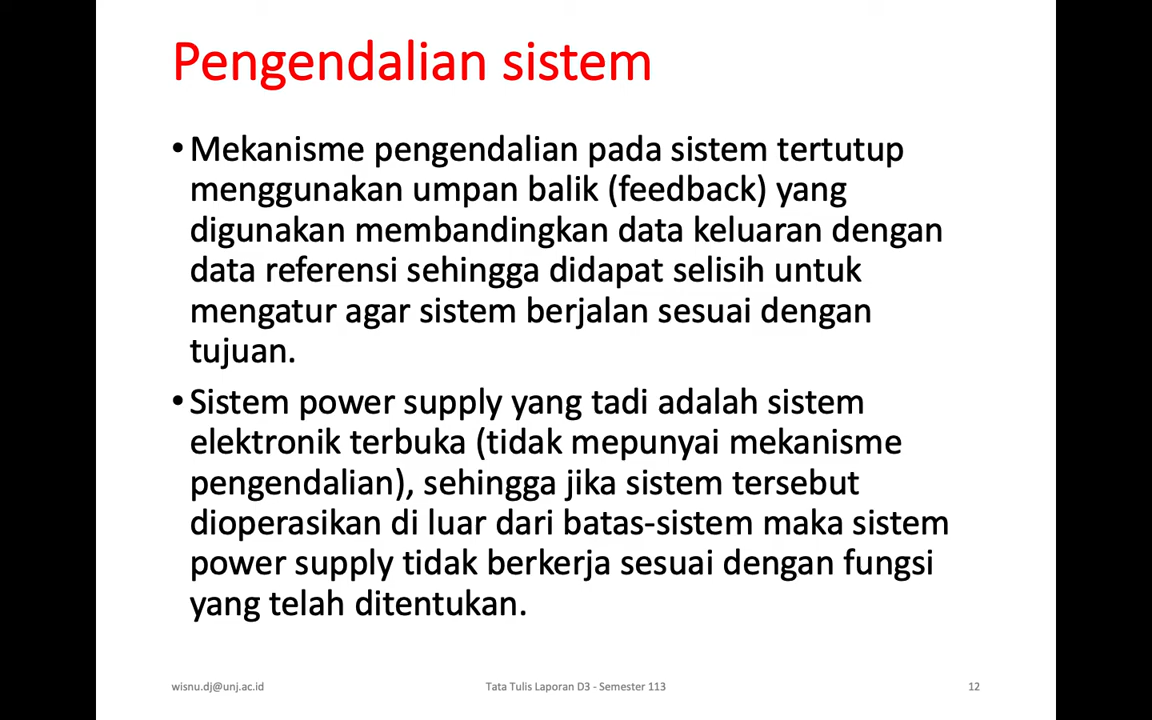 Pengendalian sistem
•Mekanisme pengendalian pada sistem tertutup
menggunakan umpan balik (feedback) yang
digunakan membandingkan data keluaran dengan
data referensi sehingga didapat selisih untuk
mengatur agar sistem berjalan sesuai dengan
tujuan.
•Sistem power supply yang tadi adalah sistem
elektronik terbuka (tidak mepunyai mekanisme
pengendalian), sehingga jika sistem tersebut
dioperasikan di luar dari batas-sistem maka sistem
power supply tidak berkerja sesuai dengan fungsi
yang telah ditentukan.
wisnu.dj@unj.ac.id
Tata Tulis Laporan D3 - Semester 113
12